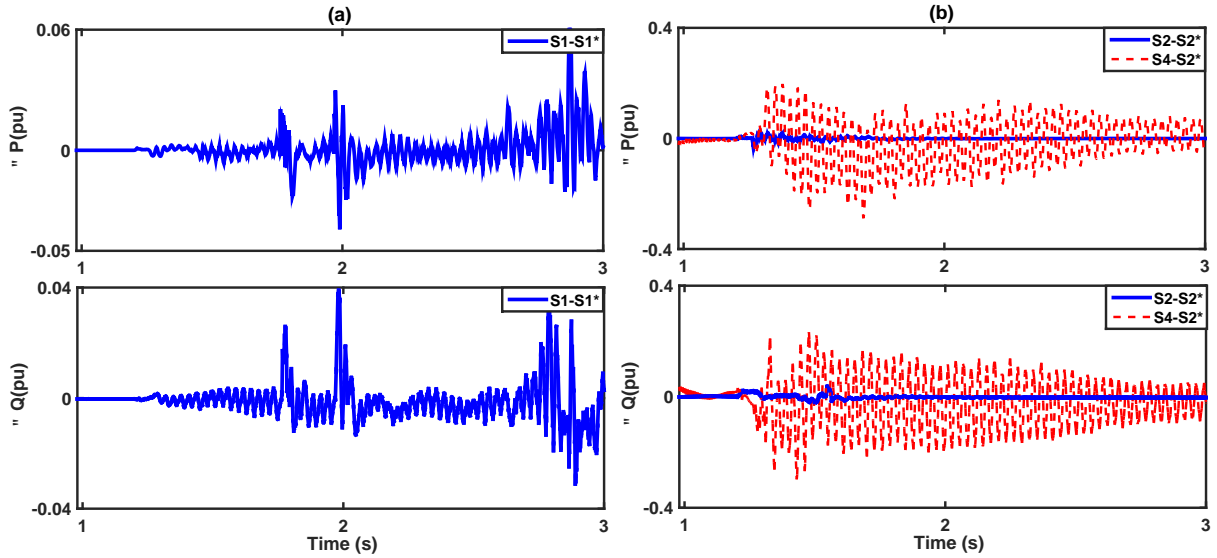 (a)
0.06
S1-S1*
" P(pu)
0
-0.05
1
2
3
0.04
S1-S1*
" Q(pu)
0
-0.04
1
2
3
Time (s)
(b)
0.4
S2-S2*
S4-S2*
" P(pu)
0
-0.4
1
2
3
0.4
S2-S2*
S4-S2*
" Q(pu)
0
-0.4
1
2
3
Time (s)